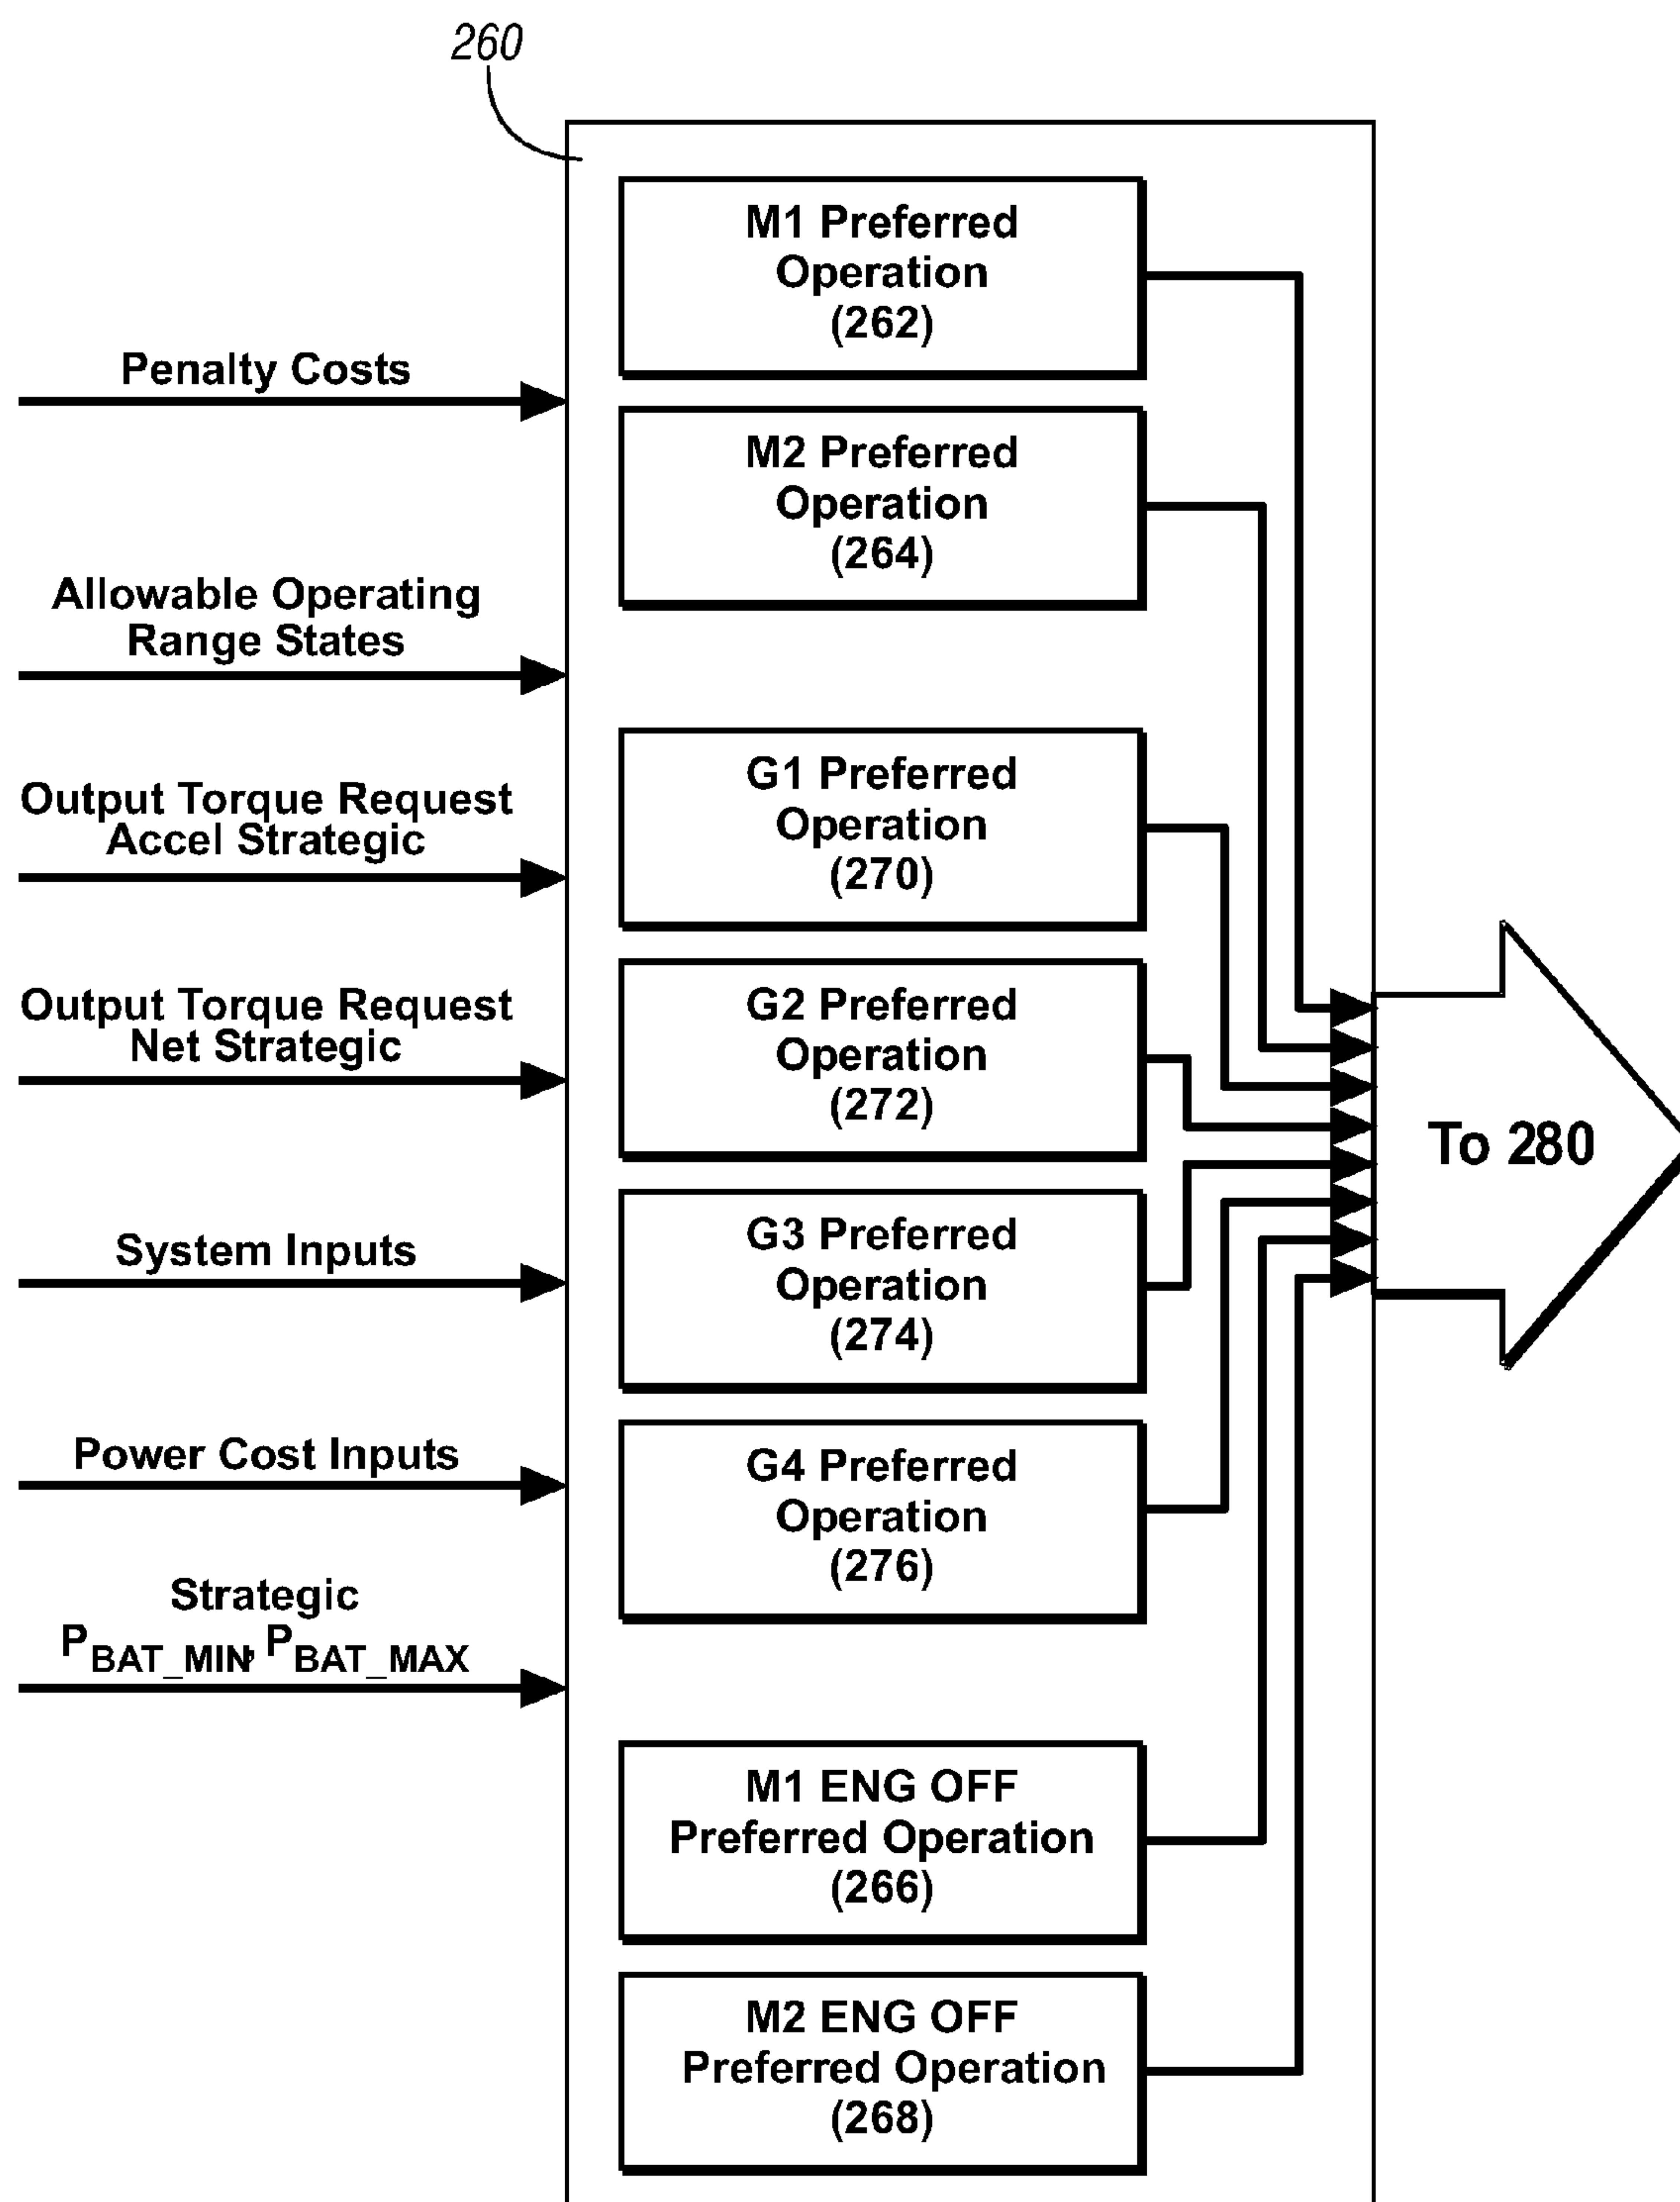 260
M1 Preferred
Operation
(262)
Penalty Costs
M2 Preferred
Operation
(264)
Allowable Operating
Range States
G1 Preferred
Operation
(270)
Output Torque Request
Accel Strategic
G2 Preferred
Operation
(272)
Output Torque Request
Net Strategic
To 280
G3 Preferred
Operation
(274)
System Inputs
G4 Preferred
Operation
(276)
Power Cost Inputs
Strategic
PBAT_MIN, PBAT_MAX
M1 ENG OFF
Preferred Operation
(266)
M2 ENG OFF
Preferred Operation
(268)